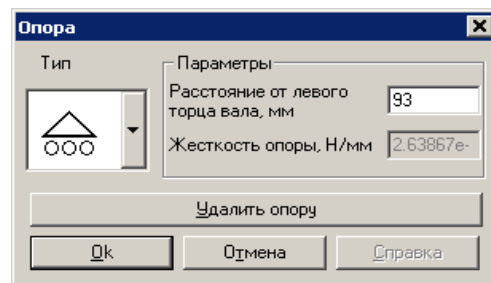 Опора
Тип
Параметры
Расстояние от левого
торца вала, мм
93
Жесткость опоры, Н/мм
2.63867e-
Удалить опору
Ok
Отмена
Справка